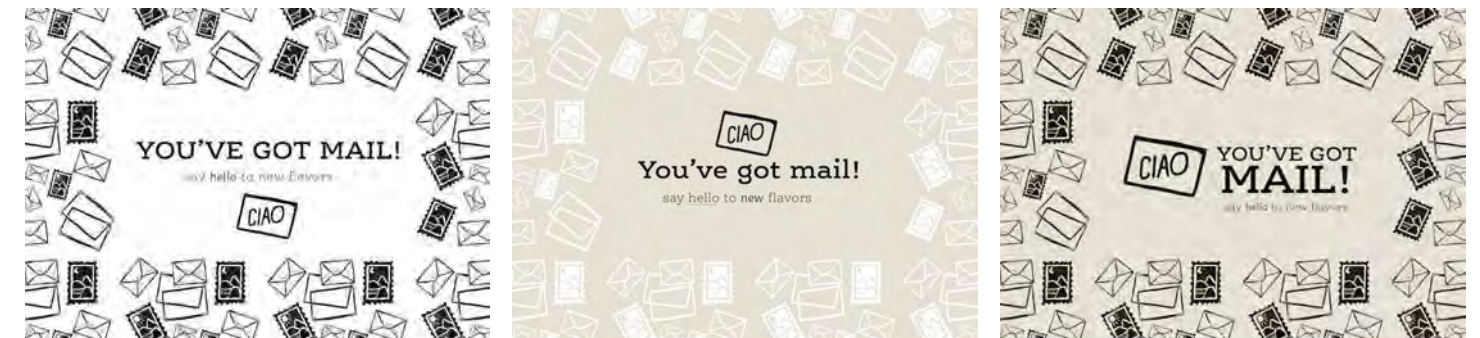 YOU'VE GOT MAIL!
say hello to new flavors
CIAO
CIAO
You've got mail!
say hello to new flavors
CIAO
YOU'VE GOT
MAIL!
say hello to new flavors